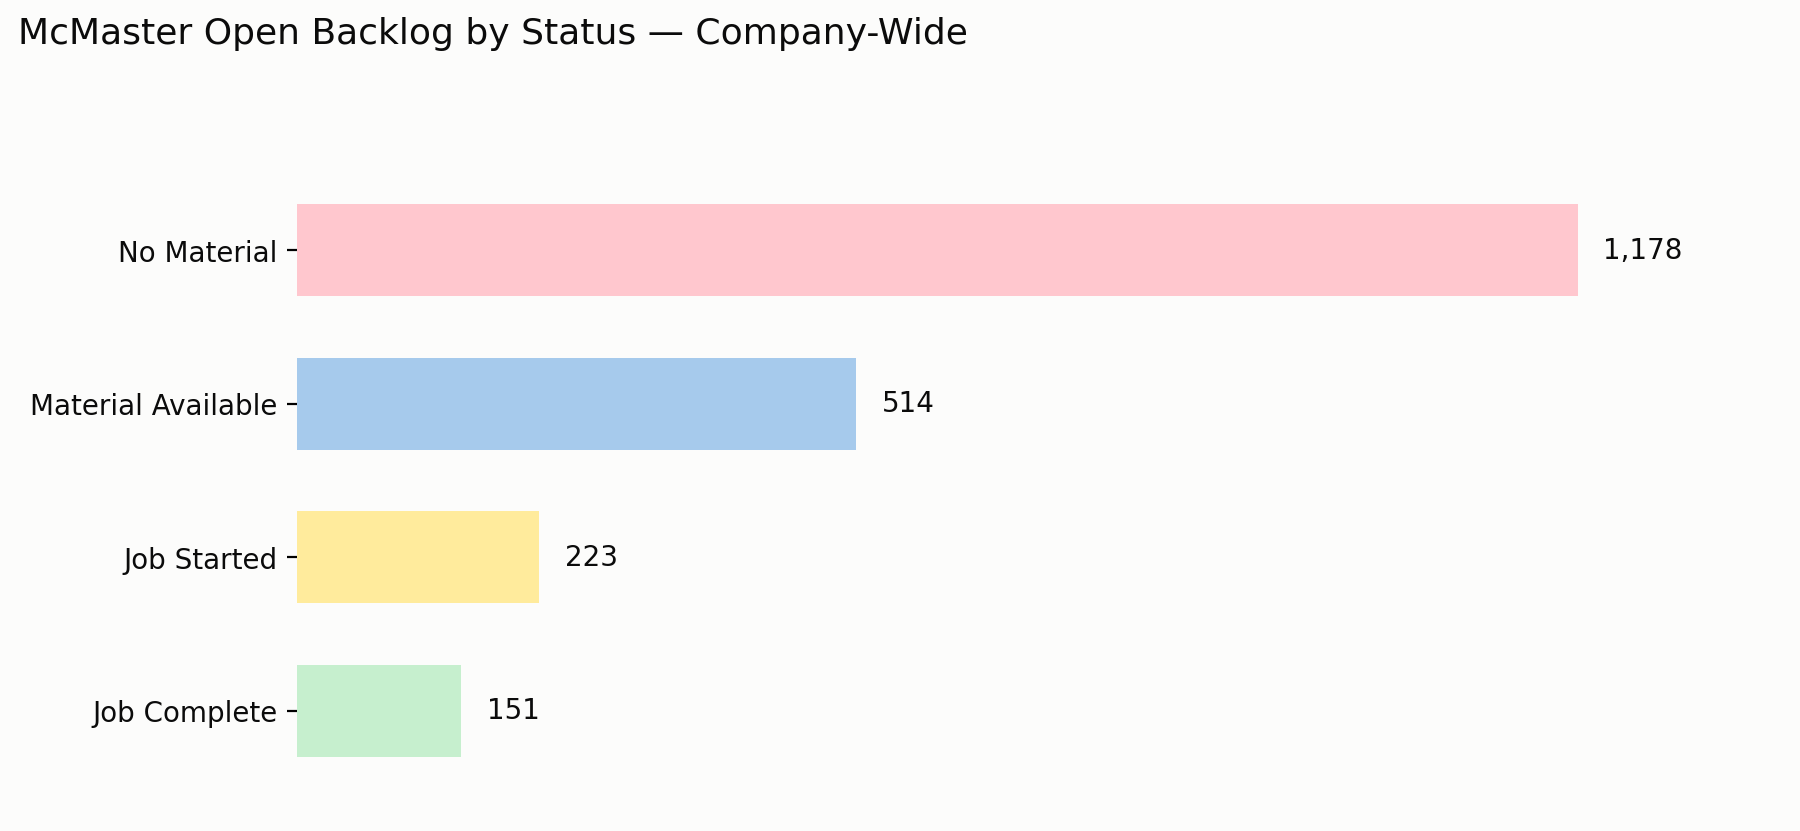 McMaster Open Backlog by Status — Company-Wide
No Material
1,178
Material Available
514
Job Started
223
Job Complete
151